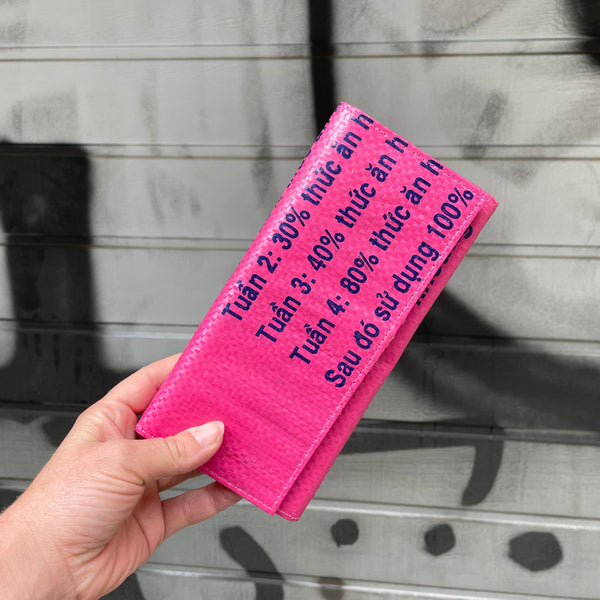 Tuần 2: 30% thức ăn h
Tuần 3: 40% thức ăn h
Tuần 4: 80% thức ăn h
Sau đó sử dụng 100%